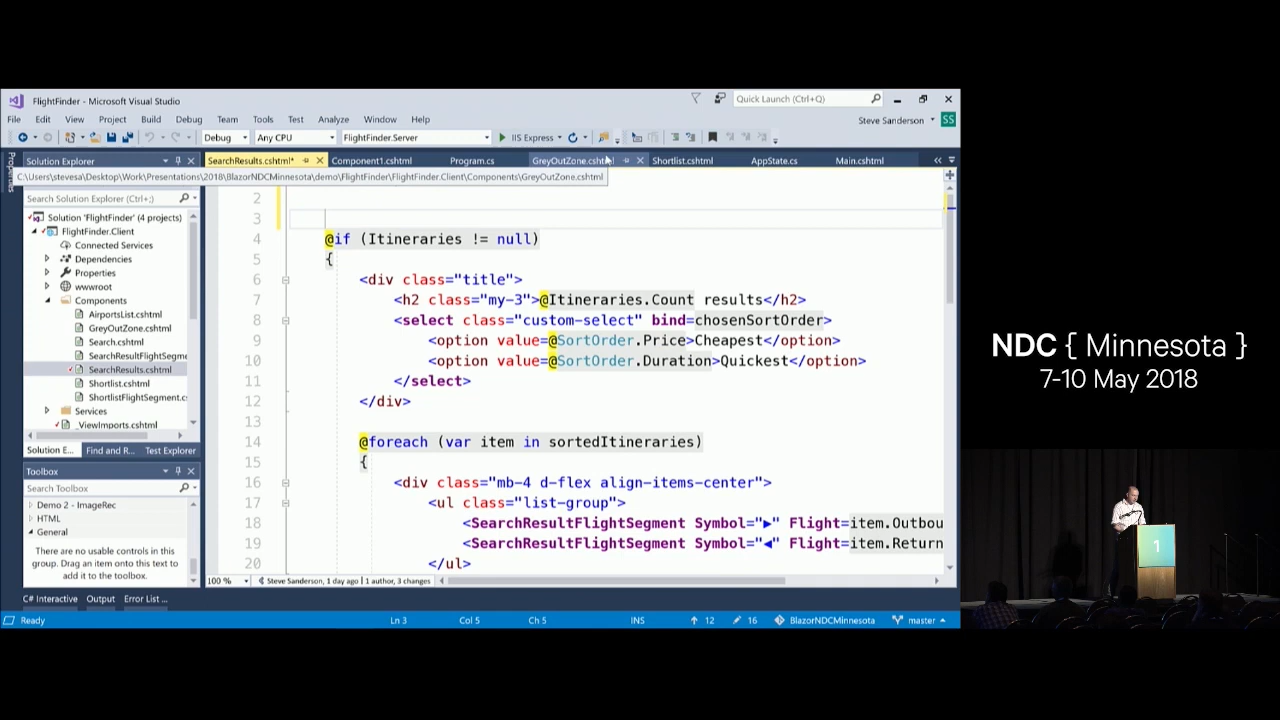 FlightFinder - Microsoft Visual Studio
Quick Launch (Ctrl+Q)
File Edit View Project Build Debug Team Tools Test Analyze Window Help
Steve Sanderson SS
Debug Any CPU FlightFinder.Server IIS Express
Properties
Solution Explorer
SearchResults.cshtml* Component1.cshtml Program.cs GreyOutZone.cshtml Shortlist.cshtml AppState.cs Main.cshtml
C:\Users\stevesa\Desktop\Work\Presentations\2018\BlazorNDCMinnesota\demo\FlightFinder\FlightFinder.Client\Components\GreyOutZone.cshtml
Search Solution Explorer (Ctrl+;)
Solution 'FlightFinder' (4 projects)
FlightFinder.Client
Connected Services
Dependencies
Properties
wwwroot
Components
AirportsList.cshtml
GreyOutZone.cshtml
Search.cshtml
SearchResultFlightSegme
SearchResults.cshtml
Shortlist.cshtml
ShortlistFlightSegment.cs
Services
_ViewImports.cshtml
Solution E... Find and R... Test Explorer
Toolbox
Search Toolbox
Demo 2 - ImageRec
HTML
General
There are no usable controls in this
group. Drag an item onto this text to
add it to the toolbox.
2
3
4 @if (Itineraries != null)
5 {
6 <div class="title">
7 <h2 class="my-3">@Itineraries.Count results</h2>
8 <select class="custom-select" bind=chosenSortOrder>
9 <option value=@SortOrder.Price>Cheapest</option>
10 <option value=@SortOrder.Duration>Quickest</option>
11 </select>
12 </div>
13
14 @foreach (var item in sortedItineraries)
15 {
16 <div class="mb-4 d-flex align-items-center">
17 <ul class="list-group">
18 <SearchResultFlightSegment Symbol="▶" Flight=item.Outbou
19 <SearchResultFlightSegment Symbol="◀" Flight=item.Return
20 </ul>
100 % Steve Sanderson, 1 day ago | 1 author, 3 changes
C# Interactive Output Error List ...
Ready Ln 3 Col 5 Ch 5 INS 12 16 BlazorNDCMinnesota master
NDC { Minnesota }
7-10 May 2018
1